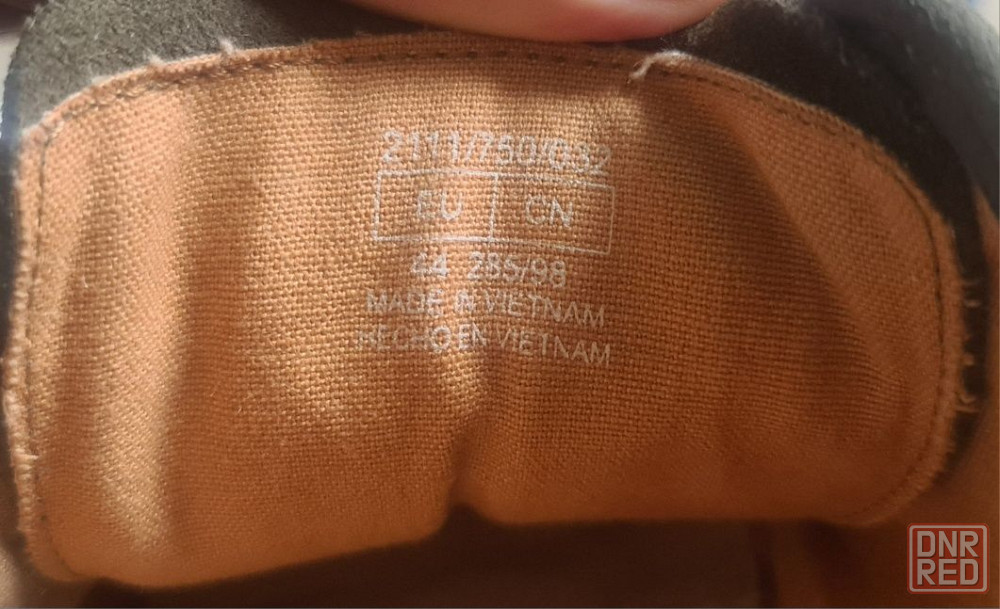 2111/750/032
EU CN
44 285/98
MADE IN VIETNAM
HECHO EN VIETNAM
DNR
RED